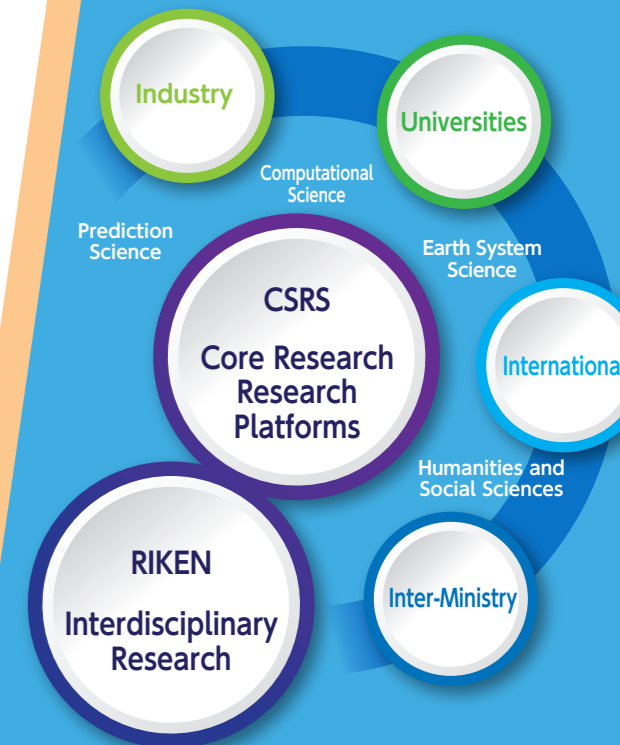 Industry
Universities
Computational
Science
Prediction
Science
Earth System
Science
CSRS
Core Research
Research
Platforms
Internationa
Humanities and
Social Sciences
RIKEN
Interdisciplinary
Research
Inter-Ministry